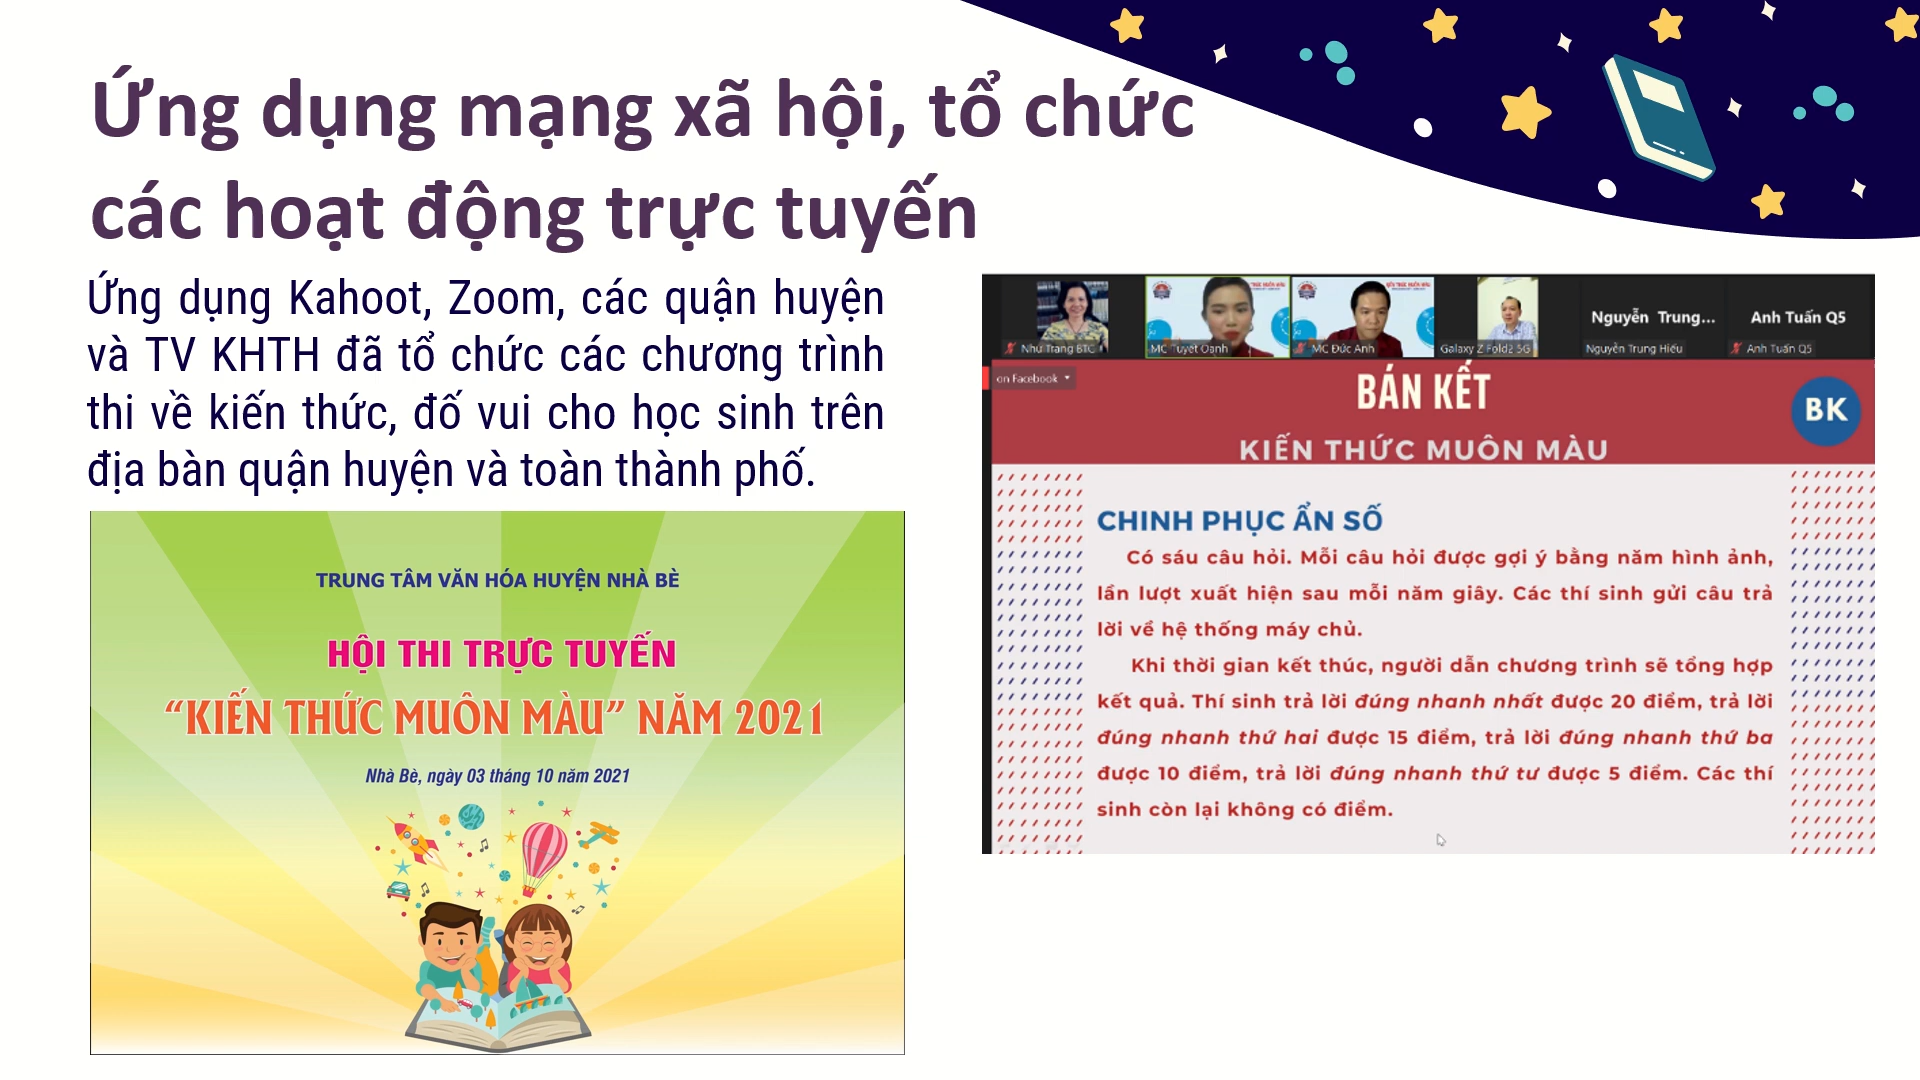 Ứng dụng mạng xã hội, tổ chức
các hoạt động trực tuyến
Ứng dụng Kahoot, Zoom, các quận huyện
và TV KHTH đã tổ chức các chương trình
thi về kiến thức, đố vui cho học sinh trên
địa bàn quận huyện và toàn thành phố.
TRUNG TÂM VĂN HÓA HUYỆN NHÀ BÈ
HỘI THI TRỰC TUYẾN
“KIẾN THỨC MUÔN MÀU” NĂM 2021
Nhà Bè, ngày 03 tháng 10 năm 2021
Nguyễn Trung...
Anh Tuấn Q5
Như Trang BTC
MC Tuyết Oanh
MC Đức Anh
Galaxy Z Fold2 5G
Nguyễn Trung Hiếu
Anh Tuấn Q5
on Facebook
BÁN KẾT
BK
KIẾN THỨC MUÔN MÀU
CHINH PHỤC ẨN SỐ
Có sáu câu hỏi. Mỗi câu hỏi được gợi ý bằng năm hình ảnh,
lần lượt xuất hiện sau mỗi năm giây. Các thí sinh gửi câu trả
lời về hệ thống máy chủ.
Khi thời gian kết thúc, người dẫn chương trình sẽ tổng hợp
kết quả. Thí sinh trả lời đúng nhanh nhất được 20 điểm, trả lời
đúng nhanh thứ hai được 15 điểm, trả lời đúng nhanh thứ ba
được 10 điểm, trả lời đúng nhanh thứ tư được 5 điểm. Các thí
sinh còn lại không có điểm.